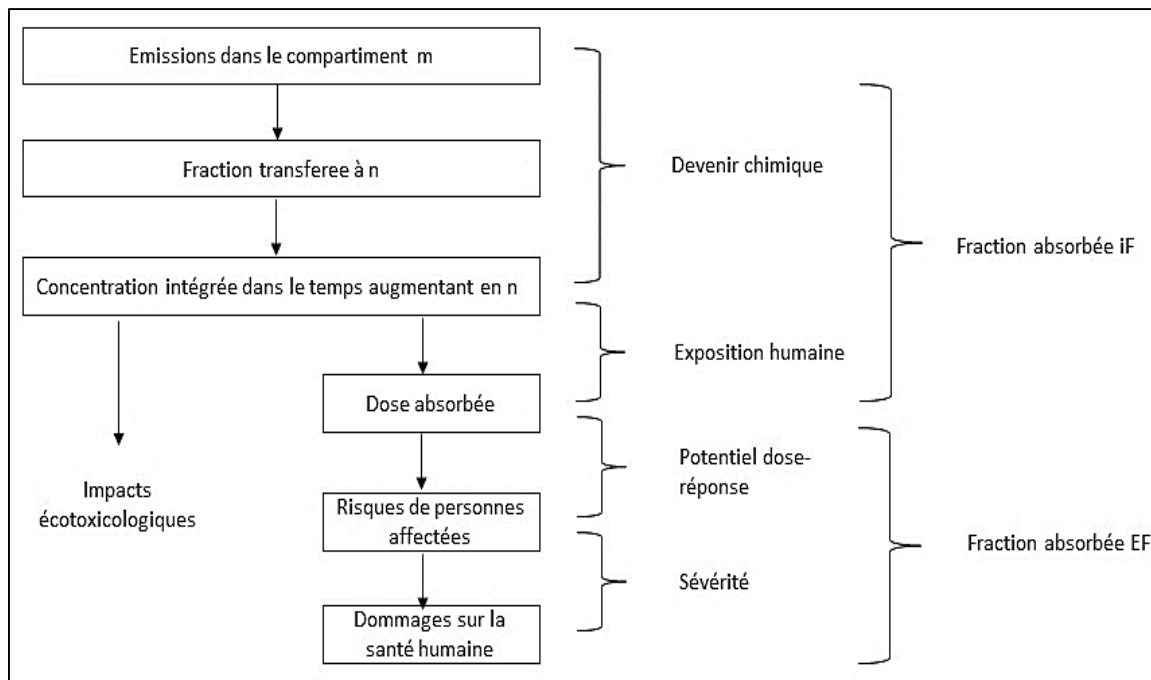 Emissions dans le compartiment m
Fraction transferee à n
Devenir chimique
Fraction absorbée iF
Concentration intégrée dans le temps augmentant en n
Exposition humaine
Dose absorbée
Potiel dose-
réponse
Impacts
écotoxicologiques
Risques de personnes
affectées
Fraction absorbée EF
Sévérité
Dommages sur la
santé humaine